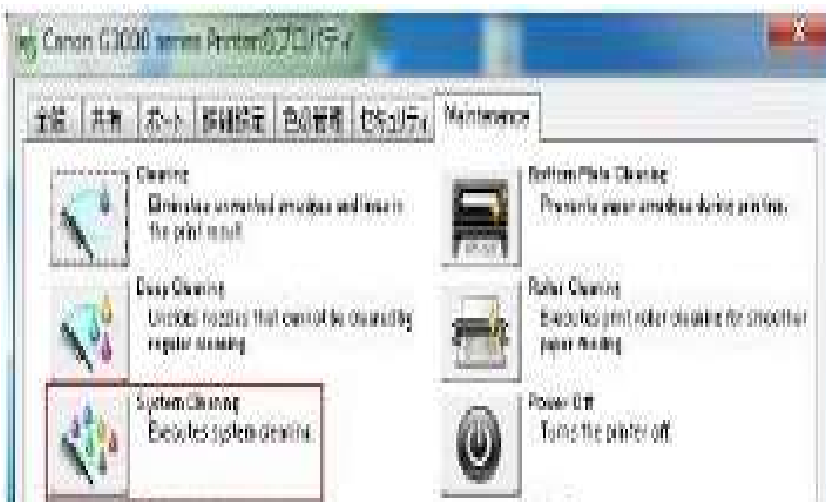 Canon G3000 series Printerのプロパティ
全般 共有 ポート 詳細設定 色の管理 セキュリティ Maintenance
Cleaning
Eliminates unwanted smudges and lines in
the print result.
Deep Cleaning
Unclogs nozzles that cannot be cleaned by
regular cleaning.
System Cleaning
Executes system cleaning.
Bottom Plate Cleaning
Prevents paper smudges during printing.
Roller Cleaning
Executes print roller cleaning for smoother
paper feeding.
Power Off
Turns the printer off.